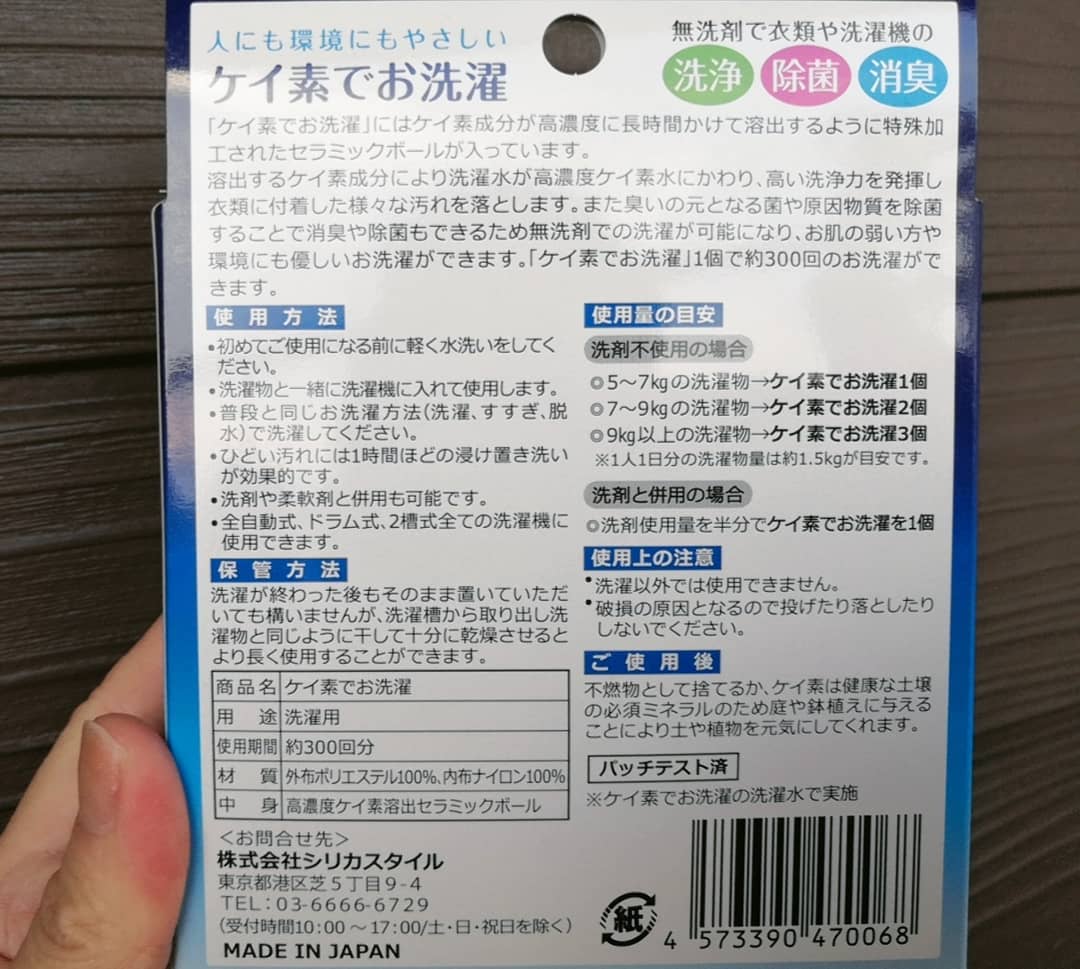 人にも環境にもやさしい
ケイ素でお洗濯
無洗剤で衣類や洗濯機の
洗浄 除菌 消臭
「ケイ素でお洗濯」にはケイ素成分が高濃度に長時間かけて溶出するように特殊加
工されたセラミックボールが入っています。
溶出するケイ素成分により洗濯水が高濃度ケイ素水にかわり、高い洗浄力を発揮し
衣類に付着した様々な汚れを落とします。また臭いの元となる菌や原因物質を除菌
することで消臭や除菌もできるため無洗剤での洗濯が可能になり、お肌の弱い方や
環境にも優しいお洗濯ができます。「ケイ素でお洗濯」1個で約300回のお洗濯がで
きます。
使用方法
•初めてご使用になる前に軽く水洗いをしてく
ださい。
•洗濯物と一緒に洗濯機に入れて使用します。
•普段と同じお洗濯方法(洗濯、すすぎ、脱
水)で洗濯してください。
•ひどい汚れには1時間ほどの浸け置き洗い
が効果的です。
•洗剤や柔軟剤と併用も可能です。
•全自動式、ドラム式、2槽式全ての洗濯機に
使用できます。
保管方法
洗濯が終わった後もそのまま置いていただ
いても構いませんが、洗濯槽から取り出し洗
濯物と同じように干して十分に乾燥させると
より長く使用することができます。
商品名 ケイ素でお洗濯
用途 洗濯用
使用期間 約300回分
材質 外布ポリエステル100%、内布ナイロン100%
中身 高濃度ケイ素溶出セラミックボール
<お問合せ先>
株式会社シリカスタイル
東京都港区芝5丁目9-4
TEL:03-6666-6729
(受付時間10:00~17:00/土・日・祝日を除く)
MADE IN JAPAN
使用量の目安
洗剤不使用の場合
◎5~7kgの洗濯物→ケイ素でお洗濯1個
◎7~9kgの洗濯物→ケイ素でお洗濯2個
◎9kg以上の洗濯物→ケイ素でお洗濯3個
※1人1日分の洗濯物量は約1.5kgが目安です。
洗剤と併用の場合
◎洗剤使用量を半分でケイ素でお洗濯を1個
使用上の注意
•洗濯以外では使用できません。
•破損の原因となるので投げたり落としたり
しないでください。
ご使用後
不燃物として捨てるか、ケイ素は健康な土壌
の必須ミネラルのため庭や鉢植えに与える
ことにより土や植物を元気にしてくれます。
パッチテスト済
※ケイ素でお洗濯の洗濯水で実施
紙
4 573390 470068